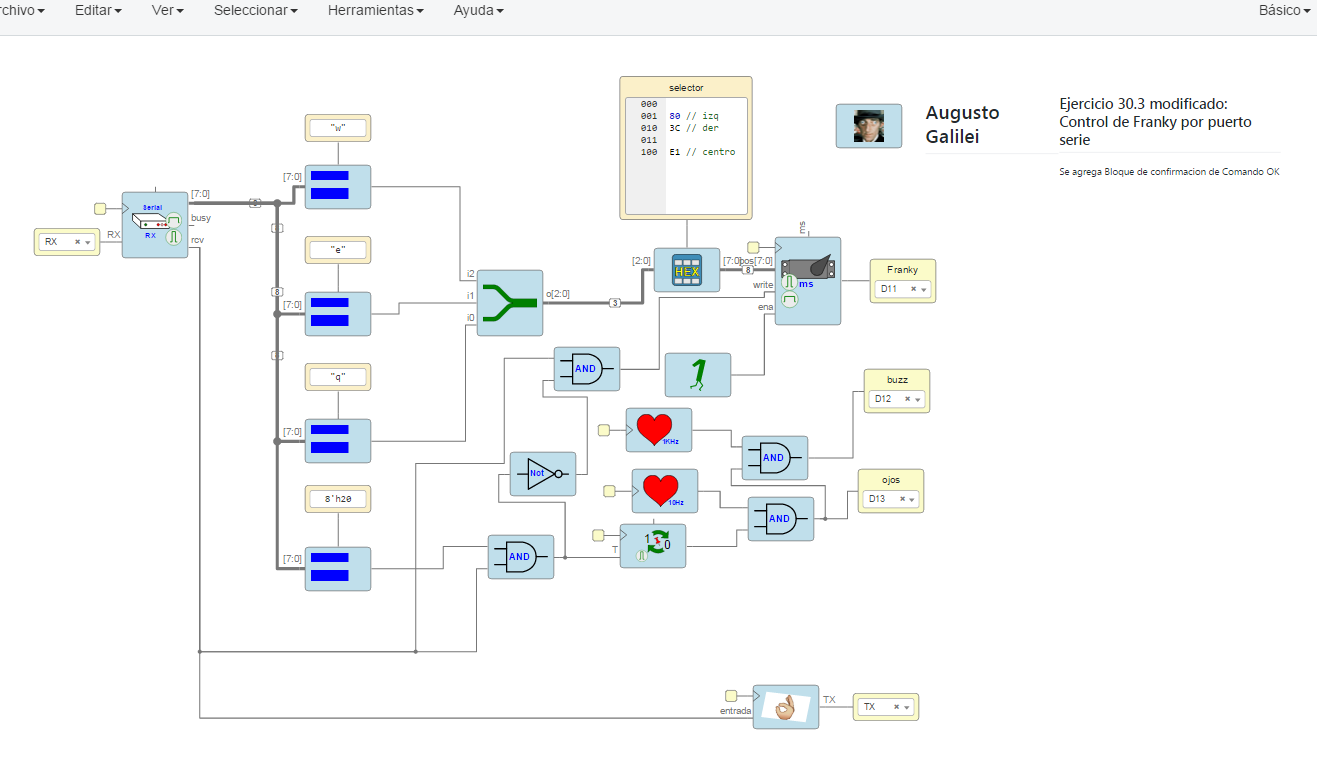 rchivo Editar Ver Seleccionar Herramientas Ayuda Básico
selector
000
001 80 // izq
010 3C // der
011
100 E1 // centro
Augusto
Galilei
Ejercicio 30.3 modificado:
Control de Franky por puerto
serie
Se agrega Bloque de confirmacion de Comando OK
"w"
[7:0]
Serial
RX
[7:0]
busy
rcv
RX
RX
8
8
"e"
[7:0]
8
"q"
[7:0]
8
8'h20
[7:0]
i2
i1
i0
o[2:0]
3
[2:0]
HEX
[7:0]
8
pos[7:0]
write
ena
ms
ms
Franky
D11
AND
1
buzz
D12
1KHz
AND
Not
ojos
D13
10Hz
AND
AND
T
1
0
entrada
TX
TX